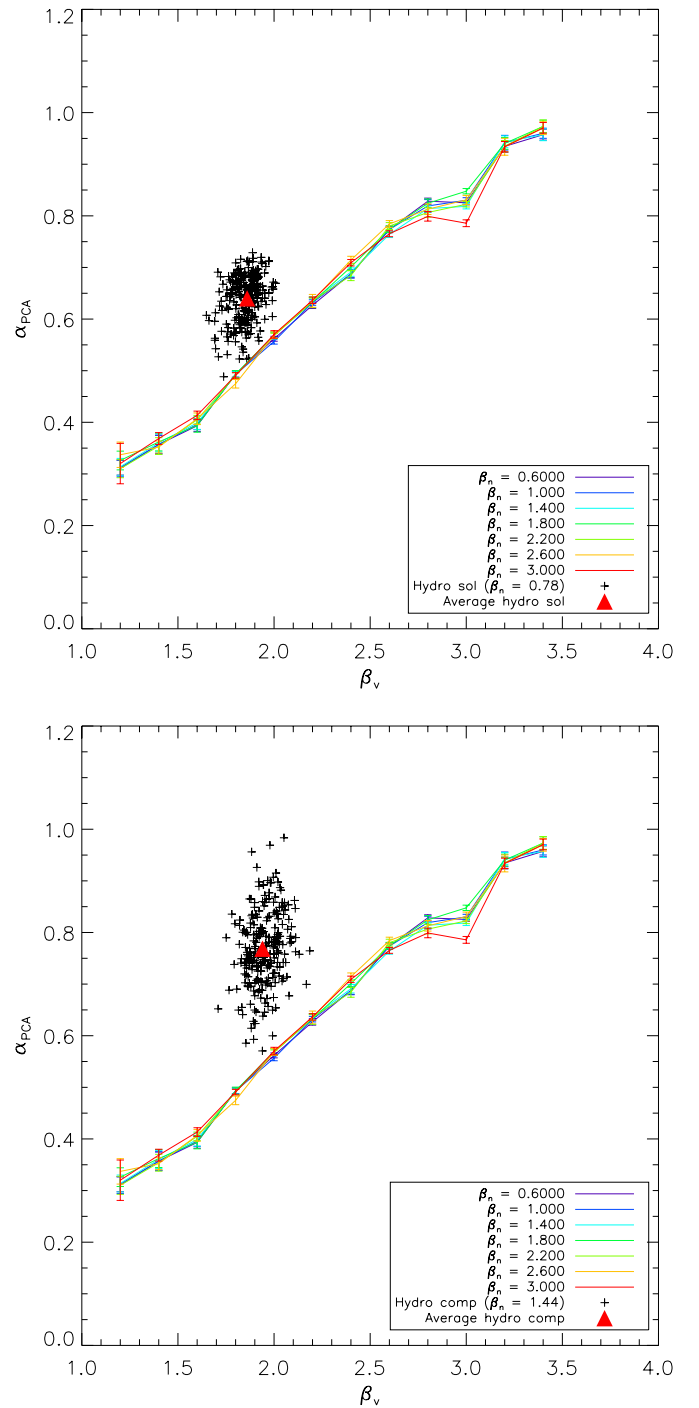 1.2
1.0
0.8
0.6
0.4
0.2
0.0
α_PCA
β_n = 0.6000
β_n = 1.000
β_n = 1.400
β_n = 1.800
β_n = 2.200
β_n = 2.600
β_n = 3.000
Hydro sol (β_n = 0.78)
Average hydro sol
1.0 1.5 2.0 2.5 3.0 3.5 4.0
β_v
1.2
1.0
0.8
0.6
0.4
0.2
0.0
α_PCA
β_n = 0.6000
β_n = 1.000
β_n = 1.400
β_n = 1.800
β_n = 2.200
β_n = 2.600
β_n = 3.000
Hydro comp (β_n = 1.44)
Average hydro comp
1.0 1.5 2.0 2.5 3.0 3.5 4.0
β_v